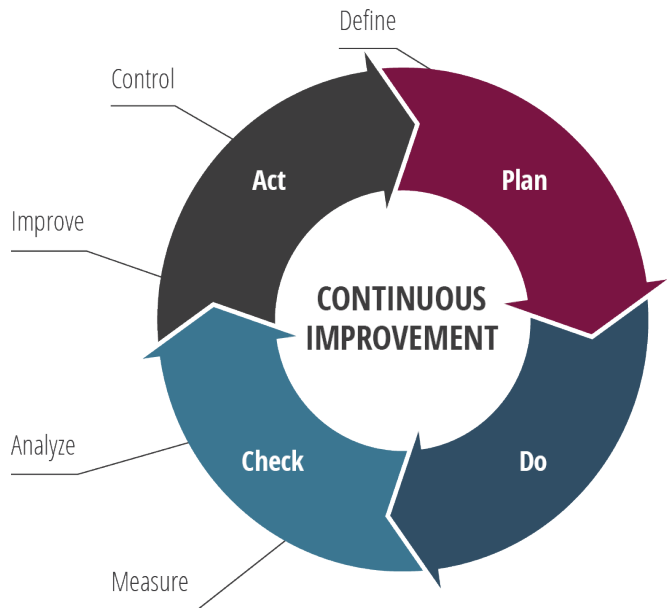 Define
Control
Act
Plan
Improve
CONTINUOUS
IMPROVEMENT
Analyze
Check
Do
Measure